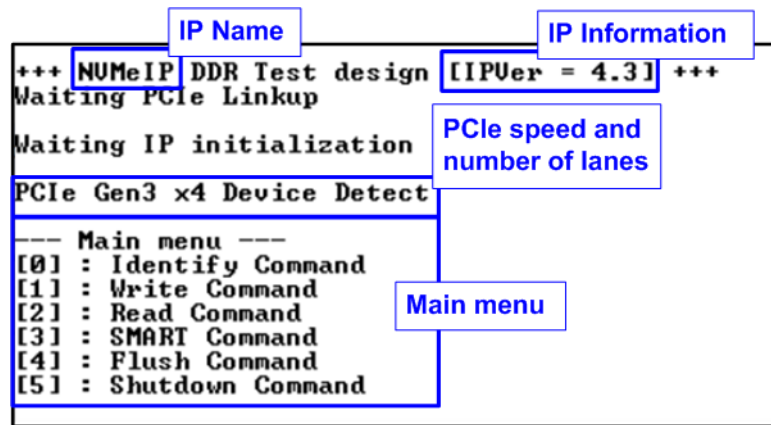 IP Name
IP Information
+++ NVMeIP DDR Test design [IPVer = 4.3] +++
Waiting PCIe Linkup
PCIe speed and
number of lanes
Waiting IP initialization
PCIe Gen3 x4 Device Detect
--- Main menu ---
[0] : Identify Command
[1] : Write Command
[2] : Read Command
Main menu
[3] : SMART Command
[4] : Flush Command
[5] : Shutdown Command